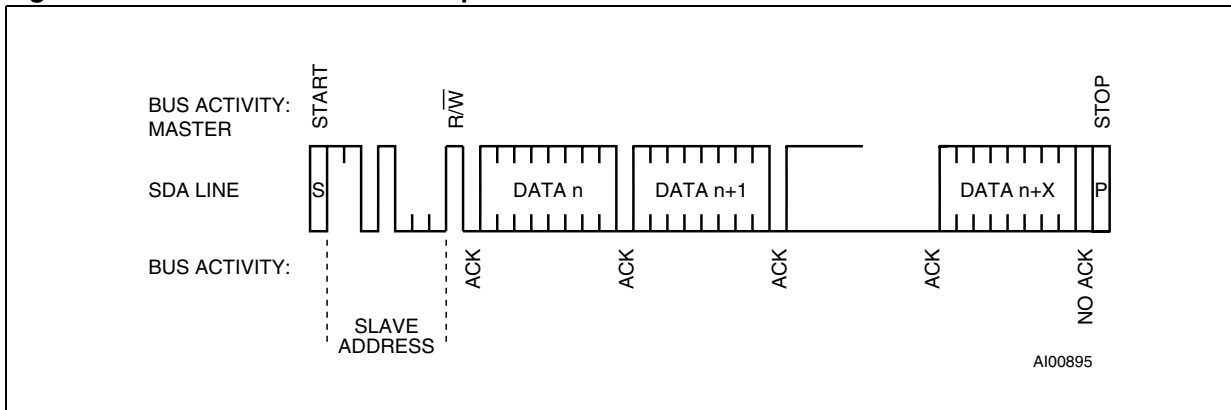 BUS ACTIVITY:
MASTER
START
R/W̅
STOP
SDA LINE
S
DATA n
DATA n+1
DATA n+X
P
BUS ACTIVITY:
ACK
ACK
ACK
ACK
NO ACK
SLAVE
ADDRESS
AI00895